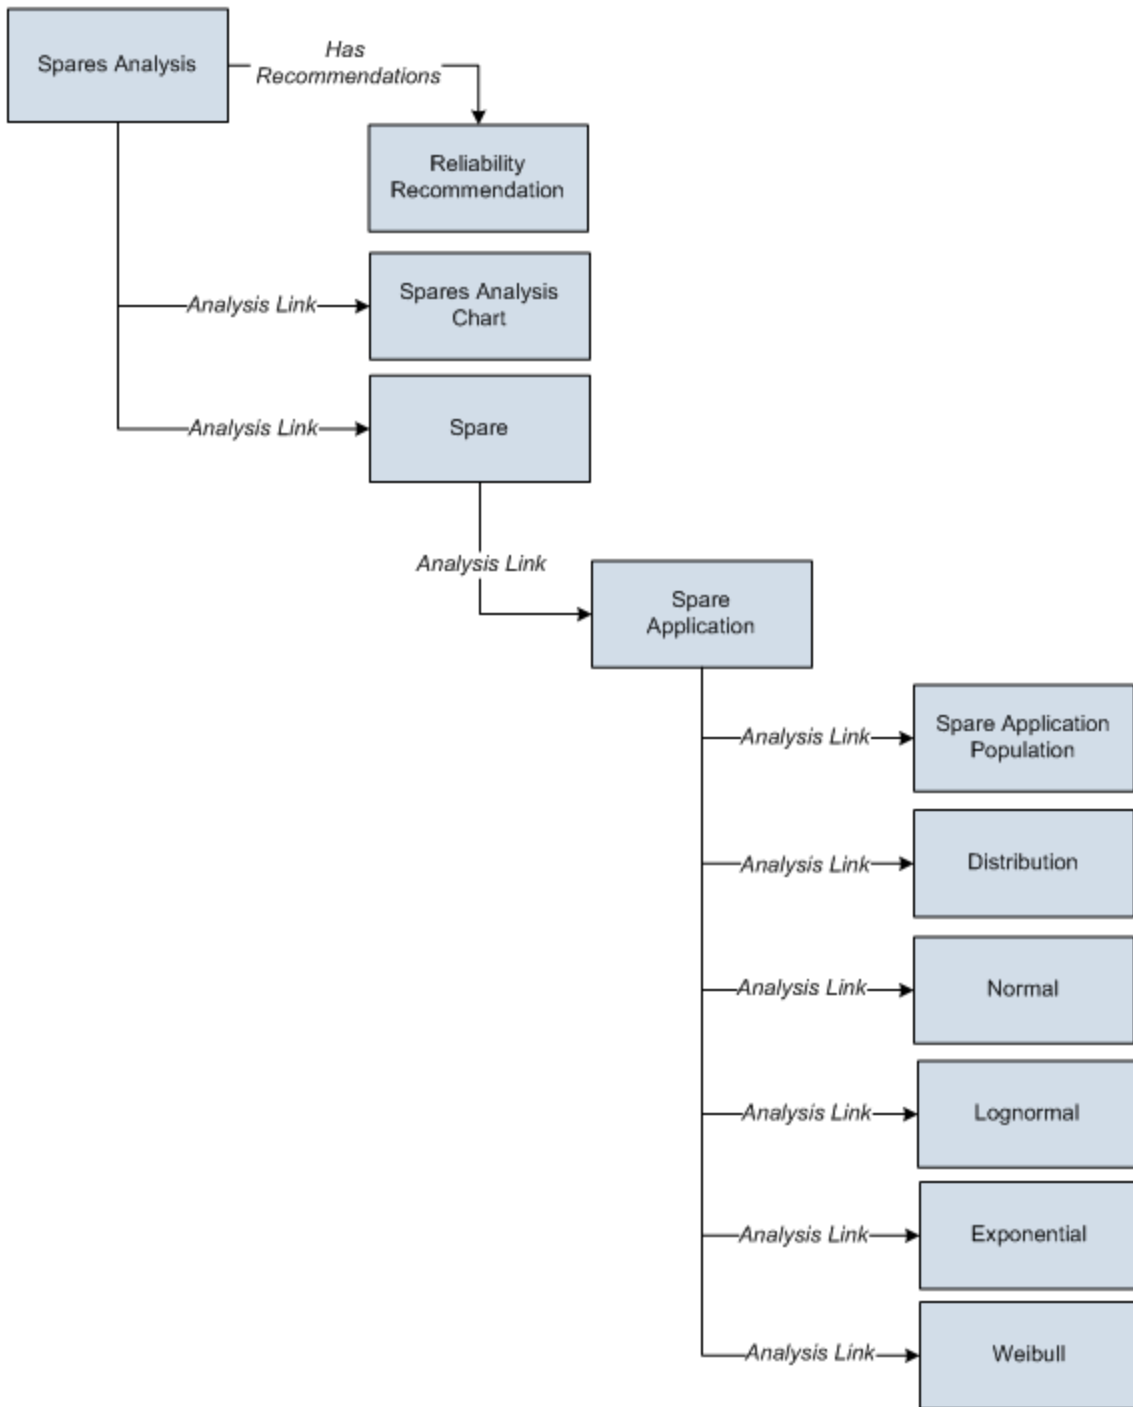 Spares Analysis
Has
Recommendations
Reliability
Recommendation
Analysis Link
Spares Analysis
Chart
Analysis Link
Spare
Analysis Link
Spare
Application
Analysis Link
Spare Application
Population
Analysis Link
Distribution
Analysis Link
Normal
Analysis Link
Lognormal
Analysis Link
Exponential
Analysis Link
Weibull